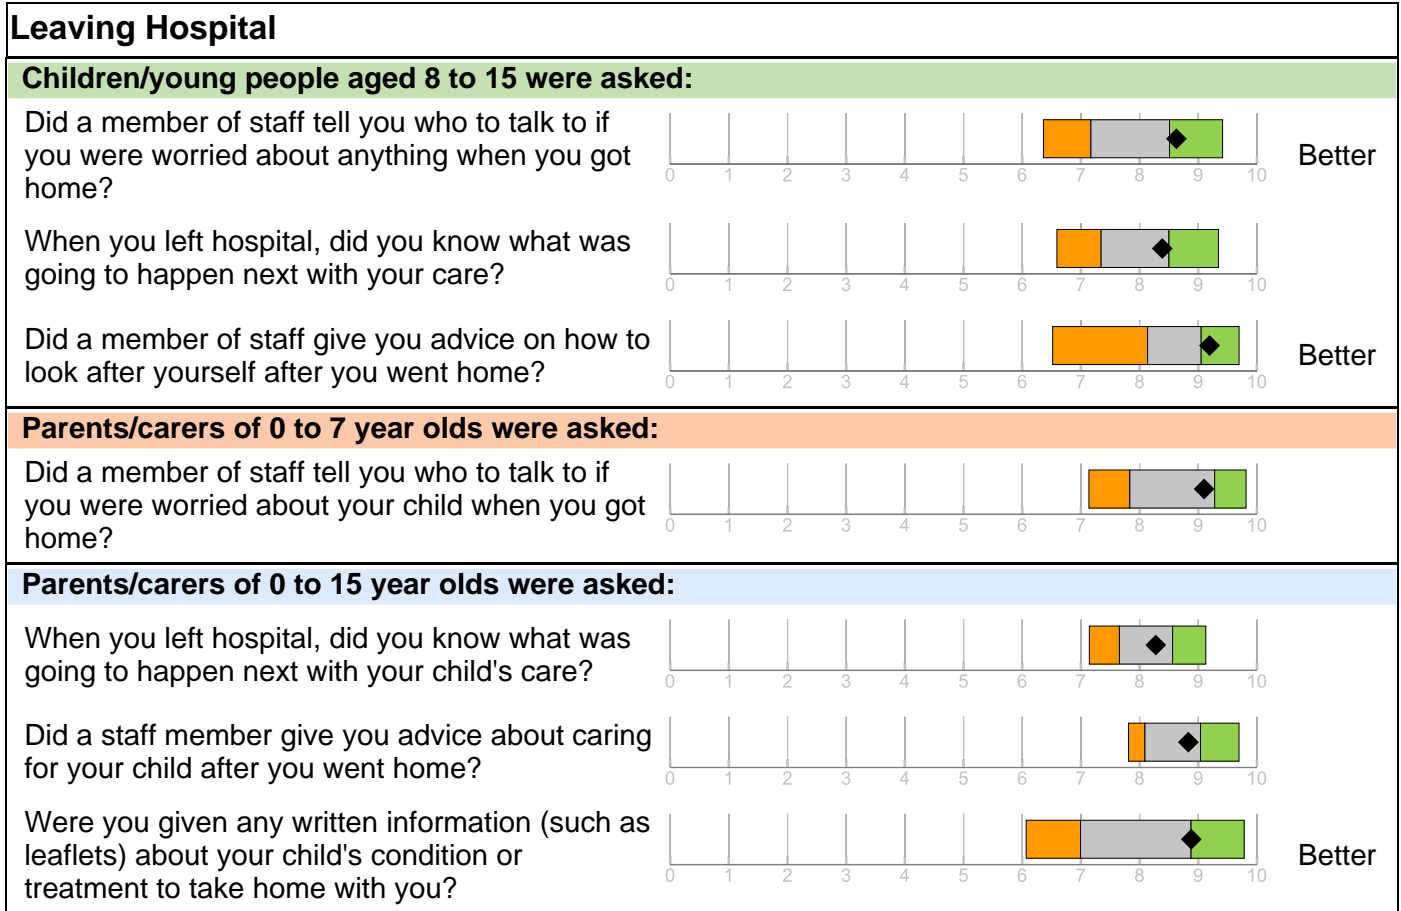 Leaving Hospital
Children/young people aged 8 to 15 were asked:
Did a member of staff tell you who to talk to if
you were worried about anything when you got
home?
0 1 2 3 4 5 6 7 8 9 10
Better
When you left hospital, did you know what was
going to happen next with your care?
0 1 2 3 4 5 6 7 8 9 10
Did a member of staff give you advice on how to
look after yourself after you went home?
0 1 2 3 4 5 6 7 8 9 10
Better
Parents/carers of 0 to 7 year olds were asked:
Did a member of staff tell you who to talk to if
you were worried about your child when you got
home?
0 1 2 3 4 5 6 7 8 9 10
Parents/carers of 0 to 15 year olds were asked:
When you left hospital, did you know what was
going to happen next with your child's care?
0 1 2 3 4 5 6 7 8 9 10
Did a staff member give you advice about caring
for your child after you went home?
0 1 2 3 4 5 6 7 8 9 10
Were you given any written information (such as
leaflets) about your child's condition or
treatment to take home with you?
0 1 2 3 4 5 6 7 8 9 10
Better